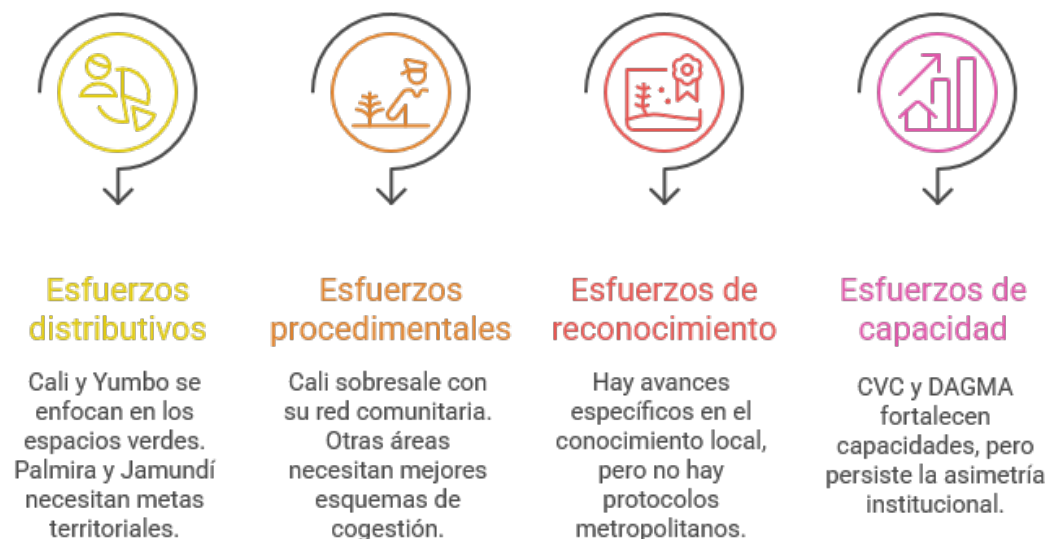 Esfuerzos
distributivos
Cali y Yumbo se
enfocan en los
espacios verdes.
Palmira y Jamundí
necesitan metas
territoriales.
Esfuerzos
procedimentales
Cali sobresale con
su red comunitaria.
Otras áreas
necesitan mejores
esquemas de
cogestión.
Esfuerzos de
reconocimiento
Hay avances
específicos en el
conocimiento local,
pero no hay
protocolos
metropolitanos.
Esfuerzos de
capacidad
CVC y DAGMA
fortalecen
capacidades, pero
persiste la asimetría
institucional.